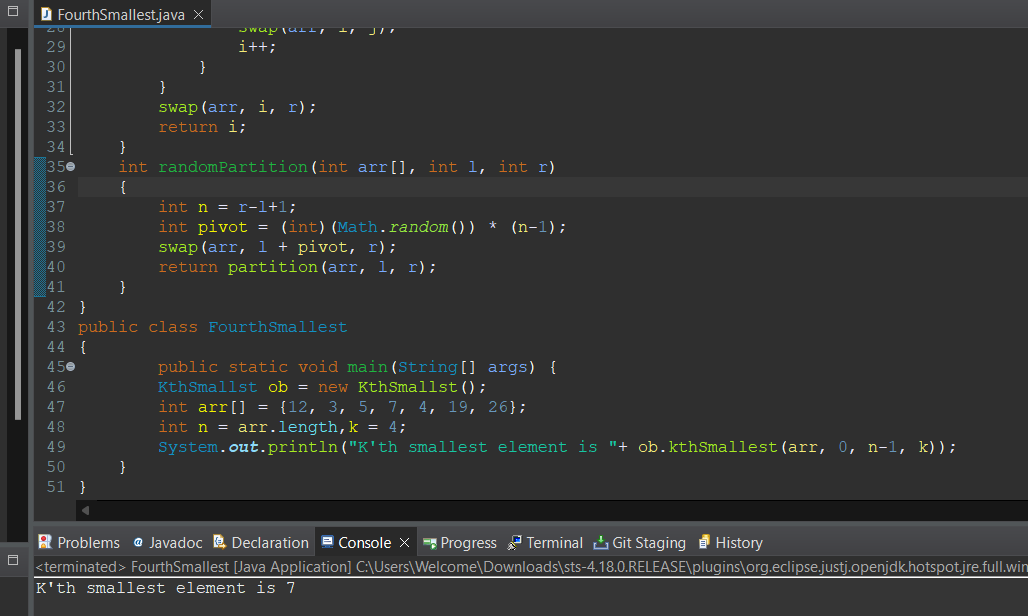 FourthSmallest.java
28 swap(arr, i, j);
29 i++;
30 }
31 }
32 swap(arr, i, r);
33 return i;
34 }
35 int randomPartition(int arr[], int l, int r)
36 {
37 int n = r-l+1;
38 int pivot = (int)(Math.random()) * (n-1);
39 swap(arr, l + pivot, r);
40 return partition(arr, l, r);
41 }
42 }
43 public class FourthSmallest
44 {
45 public static void main(String[] args) {
46 KthSmallst ob = new KthSmallst();
47 int arr[] = {12, 3, 5, 7, 4, 19, 26};
48 int n = arr.length,k = 4;
49 System.out.println("K'th smallest element is "+ ob.kthSmallest(arr, 0, n-1, k));
50 }
51 }
Problems @ Javadoc Declaration Console Progress Terminal Git Staging History
<terminated> FourthSmallest [Java Application] C:\Users\Welcome\Downloads\sts-4.18.0.RELEASE\plugins\org.eclipse.justj.openjdk.hotspot.jre.full.win
K'th smallest element is 7